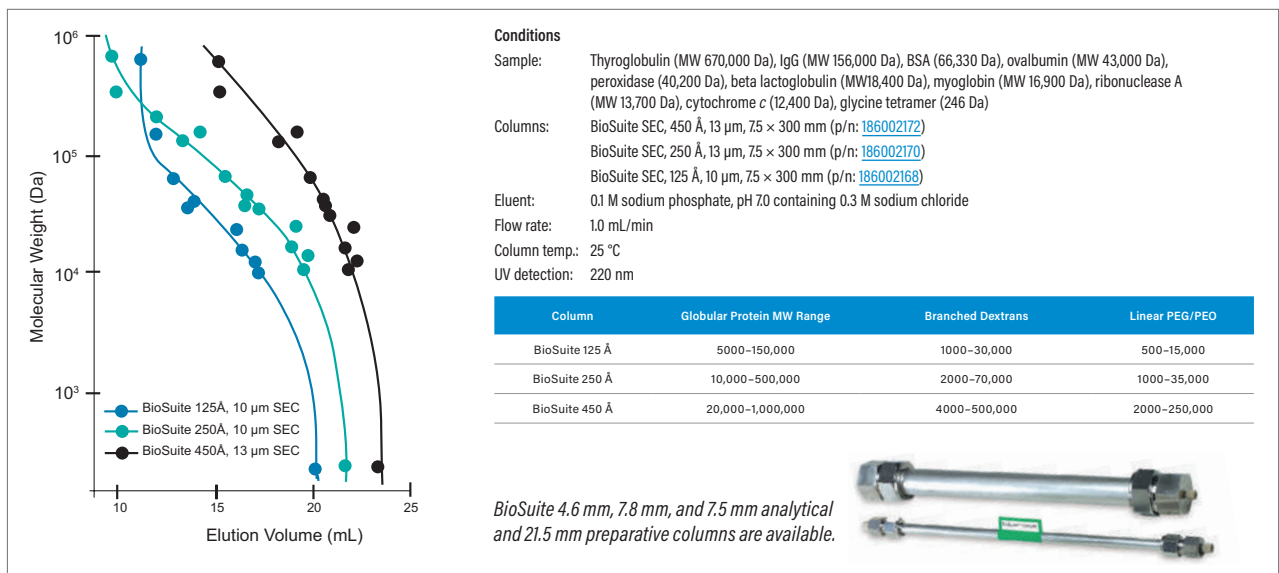 10⁶
10⁵
10⁴
10³
Molecular Weight (Da)
BioSuite 125Å, 10 µm SEC
BioSuite 250Å, 10 µm SEC
BioSuite 450Å, 13 µm SEC
10 15 20 25
Elution Volume (mL)
Conditions
Sample: Thyroglobulin (MW 670,000 Da), IgG (MW 156,000 Da), BSA (66,330 Da), ovalbumin (MW 43,000 Da),
peroxidase (40,200 Da), beta lactoglobulin (MW18,400 Da), myoglobin (MW 16,900 Da), ribonuclease A
(MW 13,700 Da), cytochrome c (12,400 Da), glycine tetramer (246 Da)
Columns: BioSuite SEC, 450 Å, 13 µm, 7.5 × 300 mm (p/n: 186002172)
BioSuite SEC, 250 Å, 13 µm, 7.5 × 300 mm (p/n: 186002170)
BioSuite SEC, 125 Å, 10 µm, 7.5 × 300 mm (p/n: 186002168)
Eluent: 0.1 M sodium phosphate, pH 7.0 containing 0.3 M sodium chloride
Flow rate: 1.0 mL/min
Column temp.: 25 °C
UV detection: 220 nm
Column Globular Protein MW Range Branched Dextrans Linear PEG/PEO
BioSuite 125 Å 5000–150,000 1000–30,000 500–15,000
BioSuite 250 Å 10,000–500,000 2000–70,000 1000–35,000
BioSuite 450 Å 20,000–1,000,000 4000–500,000 2000–250,000
BioSuite 4.6 mm, 7.8 mm, and 7.5 mm analytical
and 21.5 mm preparative columns are available.